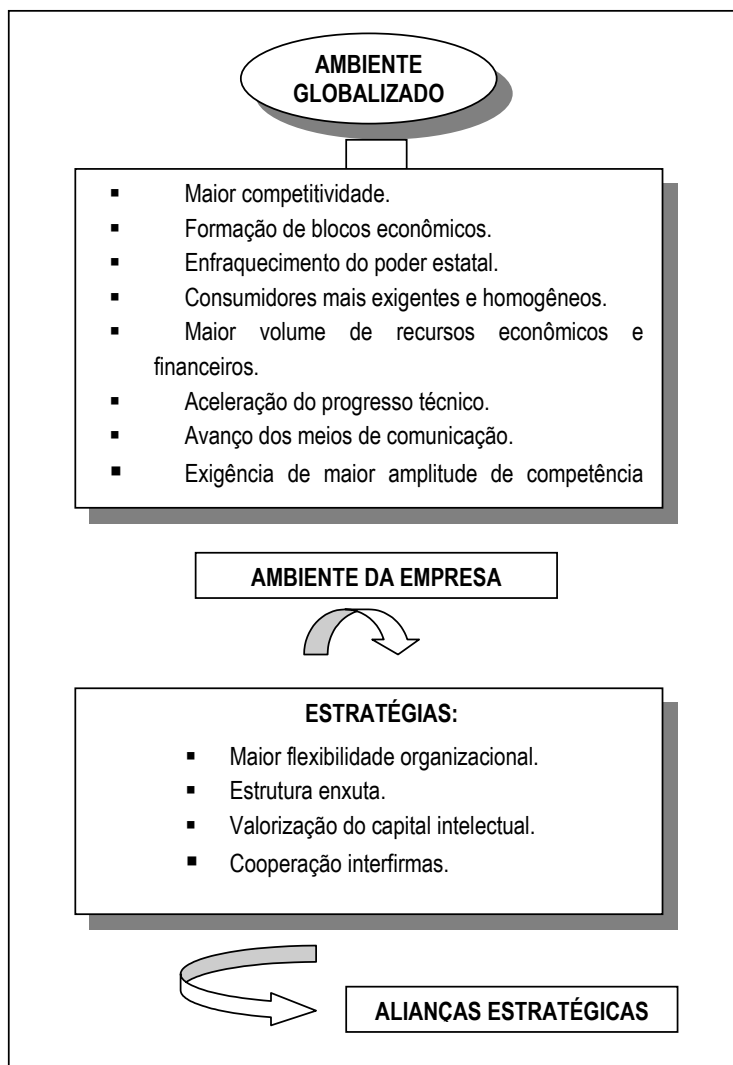 AMBIENTE
GLOBALIZADO
▪ Maior competitividade.
▪ Formação de blocos econômicos.
▪ Enfraquecimento do poder estatal.
▪ Consumidores mais exigentes e homogêneos.
▪ Maior volume de recursos econômicos e
financeiros.
▪ Aceleração do progresso técnico.
▪ Avanço dos meios de comunicação.
▪ Exigência de maior amplitude de competência
AMBIENTE DA EMPRESA
ESTRATÉGIAS:
▪ Maior flexibilidade organizacional.
▪ Estrutura enxuta.
▪ Valorização do capital intelectual.
▪ Cooperação interfirmas.
ALIANÇAS ESTRATÉGICAS